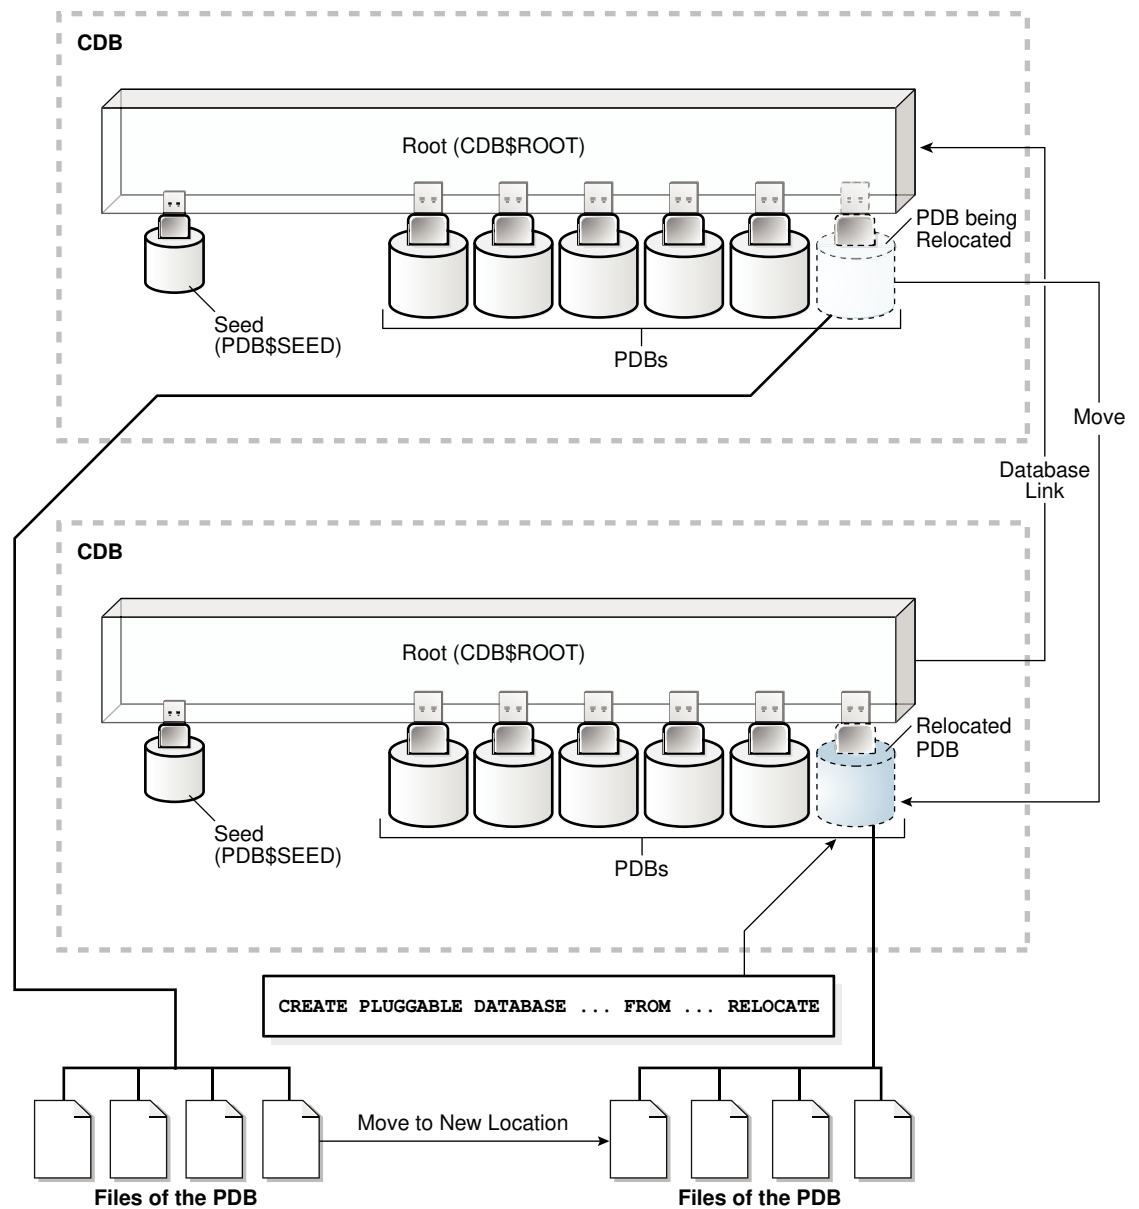 CDB
Root (CDB$ROOT)
PDB being
Relocated
Seed
(PDB$SEED)
PDBs
Move
Database
Link
CDB
Root (CDB$ROOT)
Relocated
PDB
Seed
(PDB$SEED)
PDBs
CREATE PLUGGABLE DATABASE ... FROM ... RELOCATE
Move to New Location
Files of the PDB
Files of the PDB